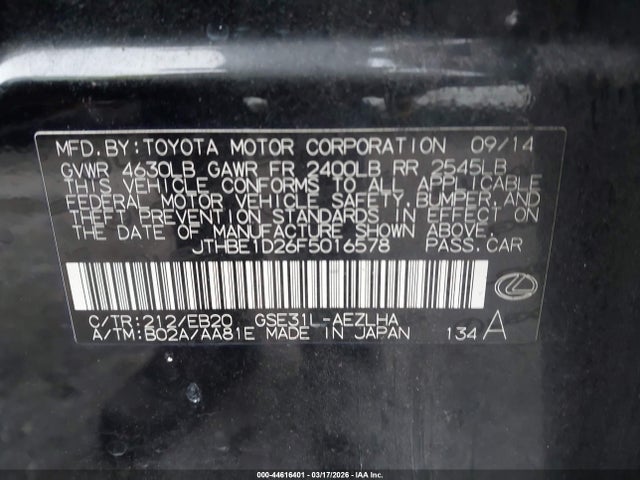 MFD. BY: TOYOTA MOTOR CORPORATION 09/14
GVWR 4630LB GAWR FR 2400LB RR 2545LB
THIS VEHICLE CONFORMS TO ALL APPLICABLE
FEDERAL MOTOR VEHICLE SAFETY, BUMPER, AND
THEFT PREVENTION STANDARDS IN EFFECT ON
THE DATE OF MANUFACTURE SHOWN ABOVE.
JTHBE1D26F5016578 PASS. CAR
C/TR: 212/EB20 GSE31L-AEZLHA
A/TM: B02A/AA81E MADE IN JAPAN 134 A
000-44616401 - 03/17/2026 - IAA Inc.